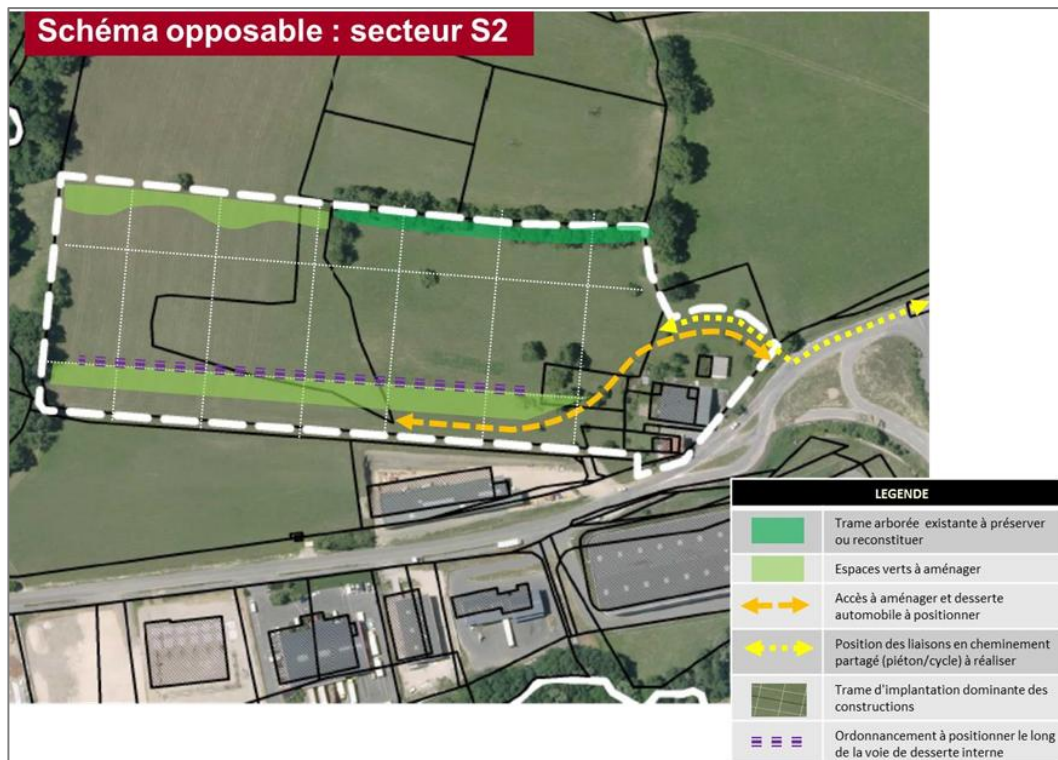 Schéma opposable : secteur S2
LEGENDE
Trame arborée existante à préserver
ou reconstituer
Espaces verts à aménager
Accès à aménager et desserte
automobile à positionner
Position des liaisons en cheminement
partagé (piéton/cycle) à réaliser
Trame d'implantation dominante des
constructions
Ordonnancement à positionner le long
de la voie de desserte interne